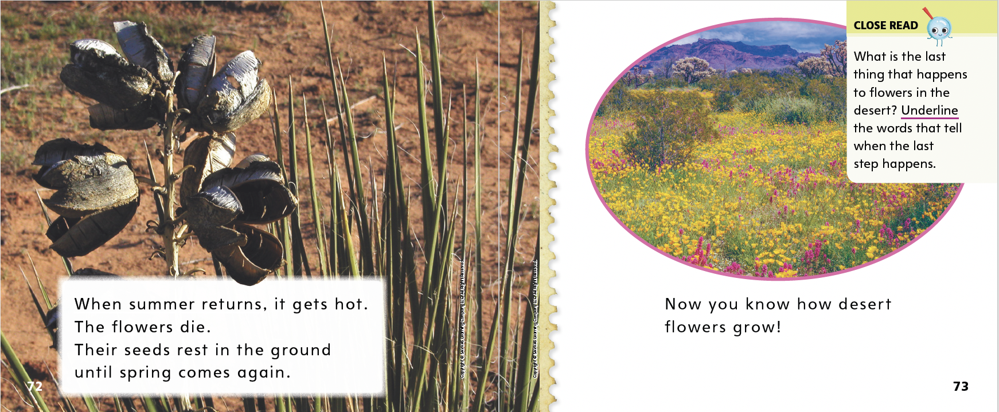 When summer returns, it gets hot.
The flowers die.
Their seeds rest in the ground
until spring comes again.
72
Copyright © SAVVAS Learning Company LLC. All Rights Reserved.
Copyright © SAVVAS Learning Company LLC. All Rights Reserved.
CLOSE READ
What is the last
thing that happens
to flowers in the
desert? Underline
the words that tell
when the last
step happens.
Now you know how desert
flowers grow!
73